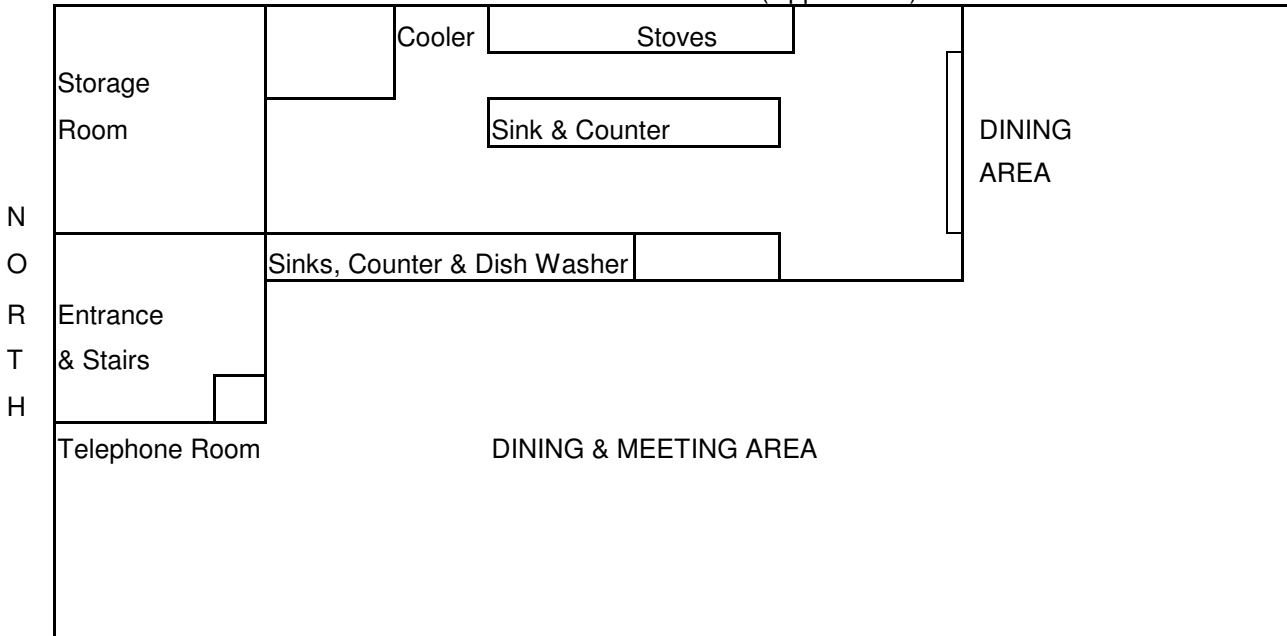 Cooler Stoves
Storage
Room Sink & Counter DINING
AREA
N
O Sinks, Counter & Dish Washer
R Entrance
T & Stairs
H
Telephone Room DINING & MEETING AREA